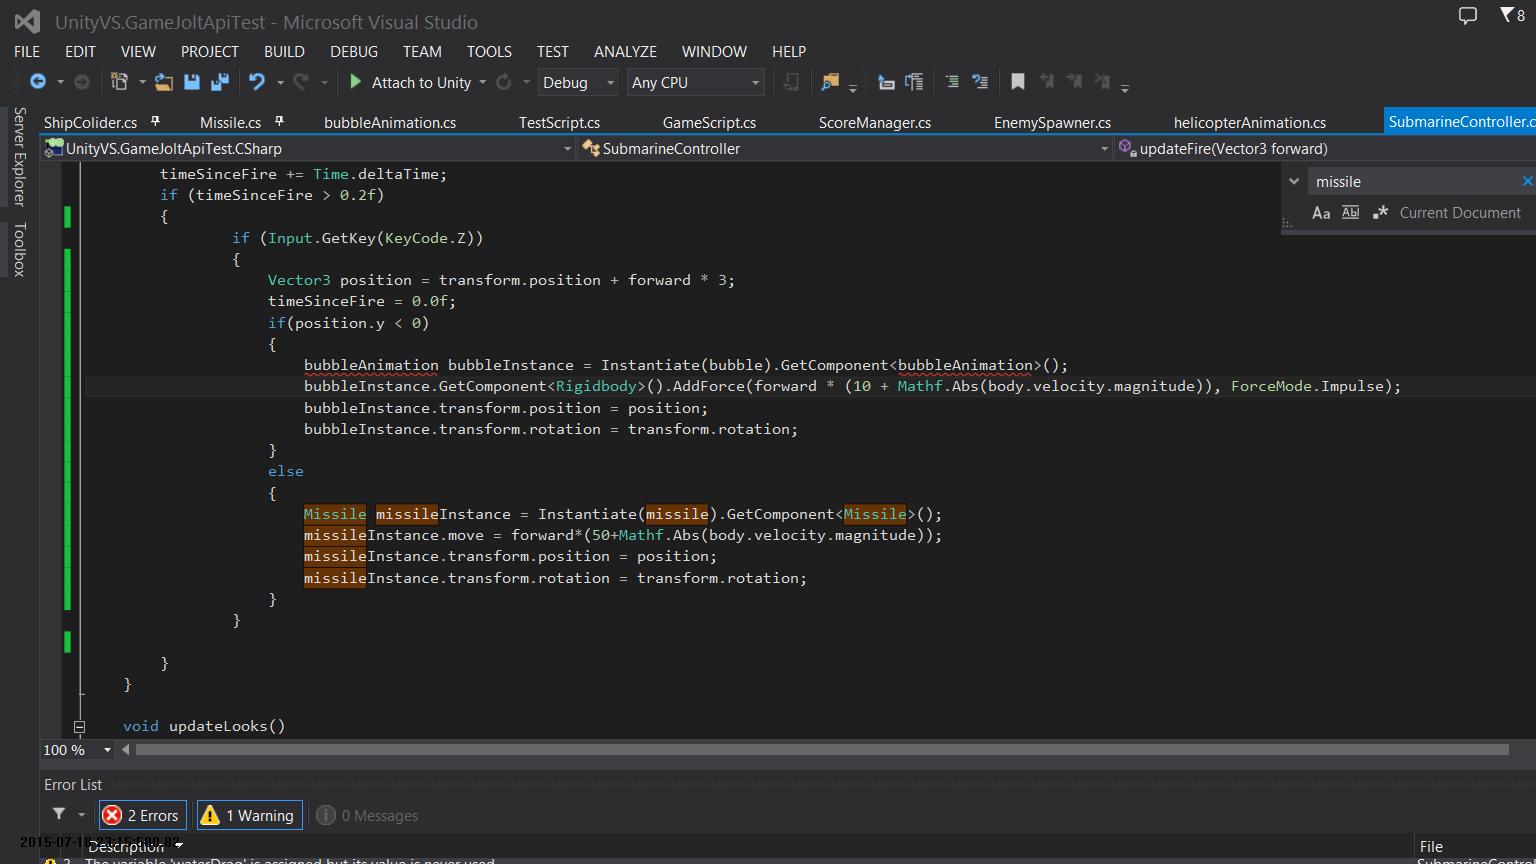 UnityVS.GameJoltApiTest - Microsoft Visual Studio
8
FILE EDIT VIEW PROJECT BUILD DEBUG TEAM TOOLS TEST ANALYZE WINDOW HELP
Attach to Unity Debug Any CPU
Server Explorer
Toolbox
ShipColider.cs Missile.cs bubbleAnimation.cs TestScript.cs GameScript.cs ScoreManager.cs EnemySpawner.cs helicopterAnimation.cs SubmarineController.c
UnityVS.GameJoltApiTest.CSharp SubmarineController updateFire(Vector3 forward)
missile
Aa Abl .* Current Document
timeSinceFire += Time.deltaTime;
if (timeSinceFire > 0.2f)
{
if (Input.GetKey(KeyCode.Z))
{
Vector3 position = transform.position + forward * 3;
timeSinceFire = 0.0f;
if(position.y < 0)
{
bubbleAnimation bubbleInstance = Instantiate(bubble).GetComponent<bubbleAnimation>();
bubbleInstance.GetComponent<Rigidbody>().AddForce(forward * (10 + Mathf.Abs(body.velocity.magnitude)), ForceMode.Impulse);
bubbleInstance.transform.position = position;
bubbleInstance.transform.rotation = transform.rotation;
}
else
{
Missile missileInstance = Instantiate(missile).GetComponent<Missile>();
missileInstance.move = forward*(50+Mathf.Abs(body.velocity.magnitude));
missileInstance.transform.position = position;
missileInstance.transform.rotation = transform.rotation;
}
}
}
}
void updateLooks()
100 %
Error List
2 Errors 1 Warning 0 Messages
Description File
The variable 'waterDrag' is assigned but its value is never used